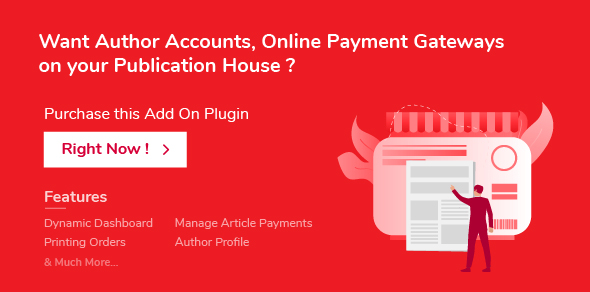 Want Author Accounts, Online Payment Gateways
on your Publication House ?
Purchase this Add On Plugin
Right Now !
Features
Dynamic Dashboard
Manage Article Payments
Printing Orders
Author Profile
& Much More...